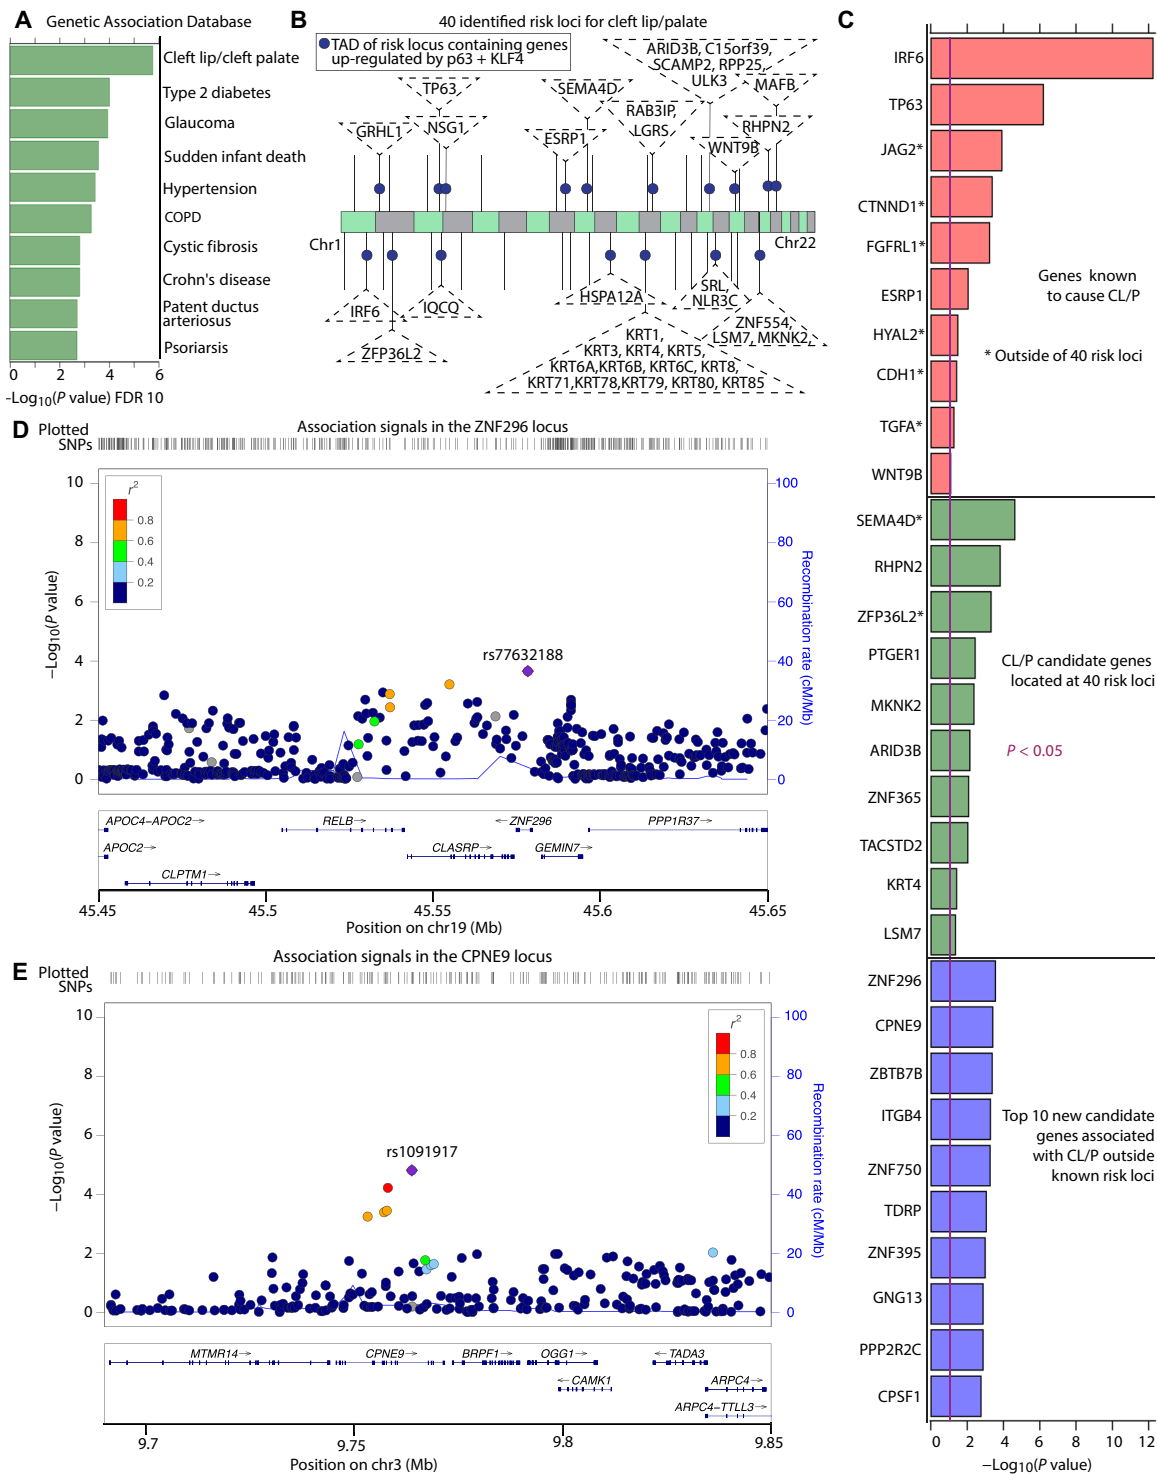 A
Genetic Association Database
Cleft lip/cleft palate
Type 2 diabetes
Glaucoma
Sudden infant death
Hypertension
COPD
Cystic fibrosis
Crohn's disease
Patent ductus
arteriosus
Psoriarsis
0 2 4 6
-Log10(P value) FDR 10
B
40 identified risk loci for cleft lip/palate
TAD of risk locus containing genes
up-regulated by p63 + KLF4
ARID3B, C15orf39,
SCAMP2, RPP25,
ULK3
TP63
SEMA4D
MAFB
RAB3IP,
LGRS
GRHL1
NSG1
ESRP1
WNT9B
RHPN2
Chr1
Chr22
IRF6
IQCQ
HSPA12A
SRL,
NLR3C
ZFP36L2
ZNF554,
LSM7, MKNK2,
KRT1,
KRT3, KRT4, KRT5,
KRT6A,KRT6B, KRT6C, KRT8,
KRT71,KRT78,KRT79, KRT80, KRT85
C
IRF6
TP63
JAG2*
CTNND1*
FGFRL1*
ESRP1
HYAL2*
CDH1*
TGFA*
WNT9B
Genes known
to cause CL/P
* Outside of 40 risk loci
SEMA4D*
RHPN2
ZFP36L2*
PTGER1
MKNK2
ARID3B
ZNF365
TACSTD2
KRT4
LSM7
CL/P candidate genes
located at 40 risk loci
P < 0.05
ZNF296
CPNE9
ZBTB7B
ITGB4
ZNF750
TDRP
ZNF395
GNG13
PPP2R2C
CPSF1
Top 10 new candidate
genes associated
with CL/P outside
known risk loci
0 2 4 6 8 10 12
−Log10(P value)
D
Plotted
SNPs
Association signals in the ZNF296 locus
r2
0.8
0.6
0.4
0.2
10
8
6
4
2
0
−Log10(P value)
100
80
60
40
20
0
Recombination rate (cM/Mb)
rs77632188
APOC4−APOC2→
RELB→
←ZNF296
PPP1R37→
APOC2→
CLASRP→
GEMIN7→
CLPTM1→
45.45 45.5 45.55 45.6 45.65
Position on chr19 (Mb)
E
Plotted
SNPs
Association signals in the CPNE9 locus
r2
0.8
0.6
0.4
0.2
10
8
6
4
2
0
−Log10(P value)
100
80
60
40
20
0
Recombination rate (cM/Mb)
rs1091917
MTMR14→
CPNE9→
BRPF1→
OGG1→
←TADA3
←CAMK1
ARPC4→
ARPC4−TTLL3→
9.7 9.75 9.8 9.85
Position on chr3 (Mb)